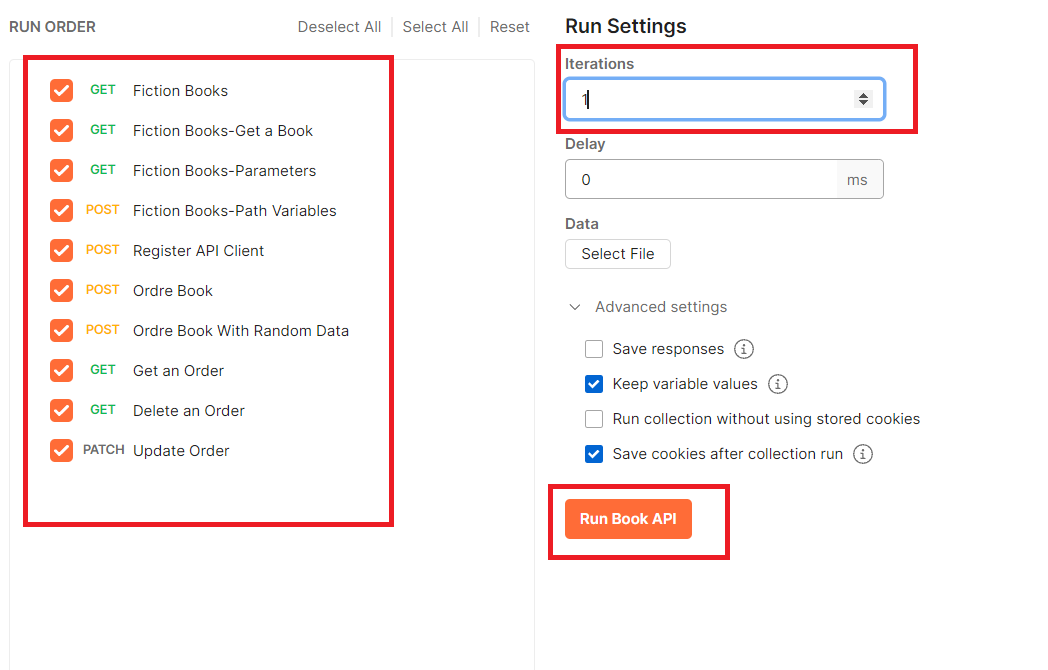 RUN ORDER Deselect All Select All Reset
GET Fiction Books
GET Fiction Books-Get a Book
GET Fiction Books-Parameters
POST Fiction Books-Path Variables
POST Register API Client
POST Ordre Book
POST Ordre Book With Random Data
GET Get an Order
GET Delete an Order
PATCH Update Order
Run Settings
Iterations
1
Delay
0 ms
Data
Select File
Advanced settings
Save responses
Keep variable values
Run collection without using stored cookies
Save cookies after collection run
Run Book API